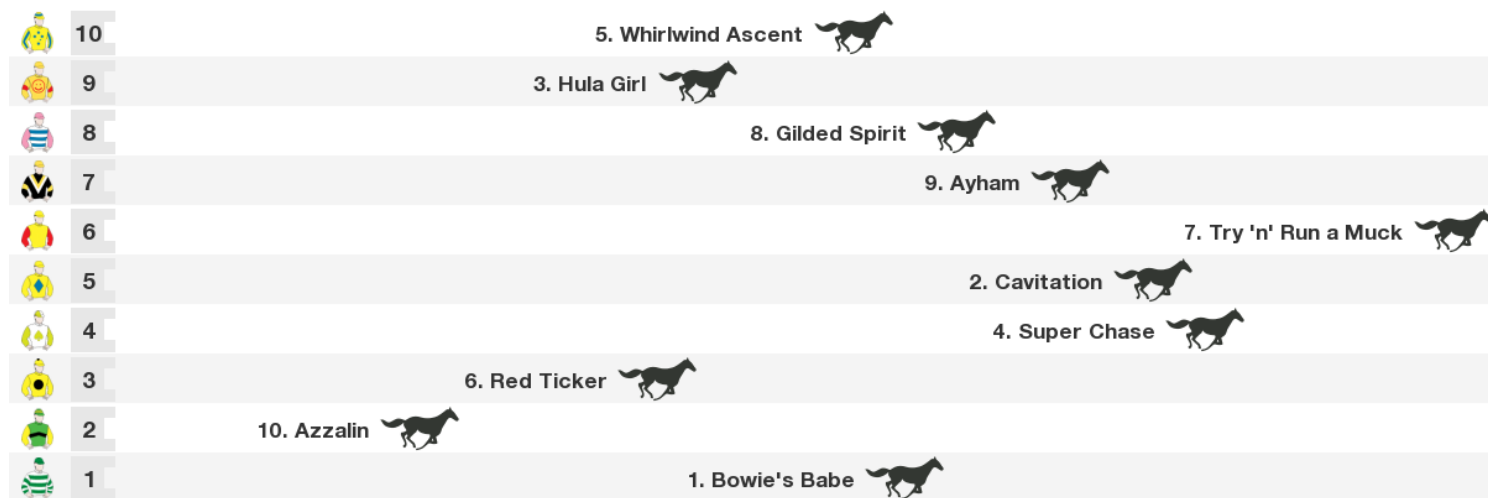 10 5. Whirlwind Ascent
9 3. Hula Girl
8 8. Gilded Spirit
7 9. Ayham
6 7. Try 'n' Run a Muck
5 2. Cavitation
4 4. Super Chase
3 6. Red Ticker
2 10. Azzalin
1 1. Bowie's Babe